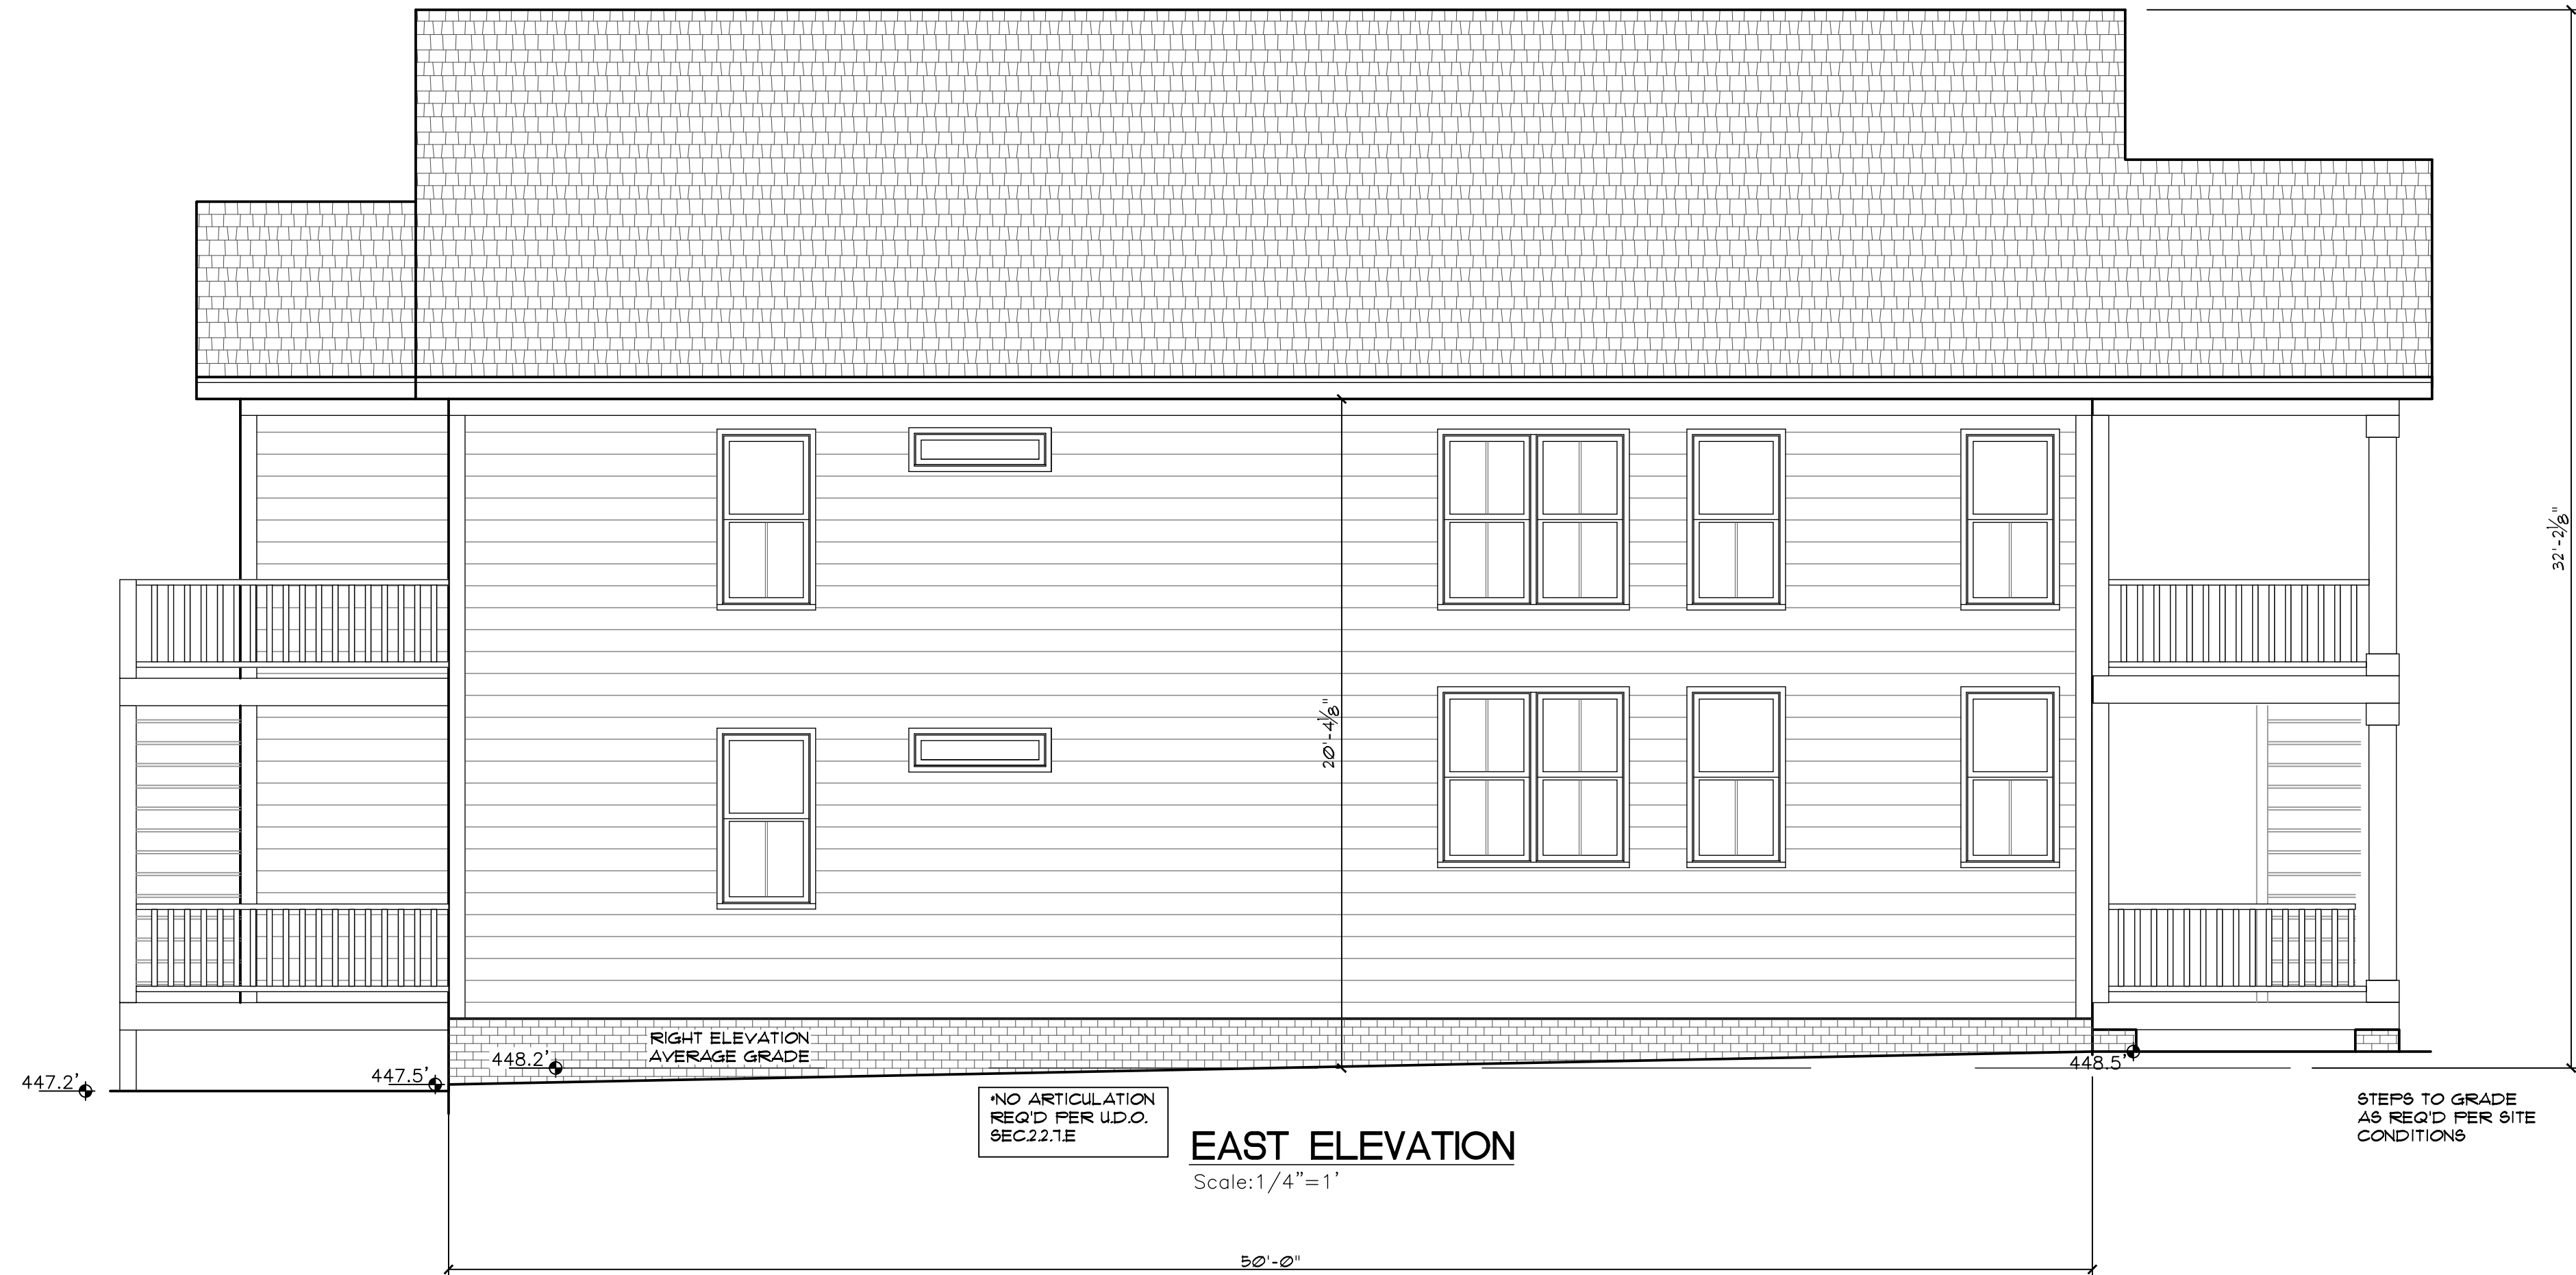 32'-2⅛"
20'-4⅛"
RIGHT ELEVATION
AVERAGE GRADE
448.2'
447.5'
447.2'
448.5'
*NO ARTICULATION
REQ'D PER U.D.O.
SEC.2.2.7.E
EAST ELEVATION
Scale:1/4"=1'
STEPS TO GRADE
AS REQ'D PER SITE
CONDITIONS
50'-0"